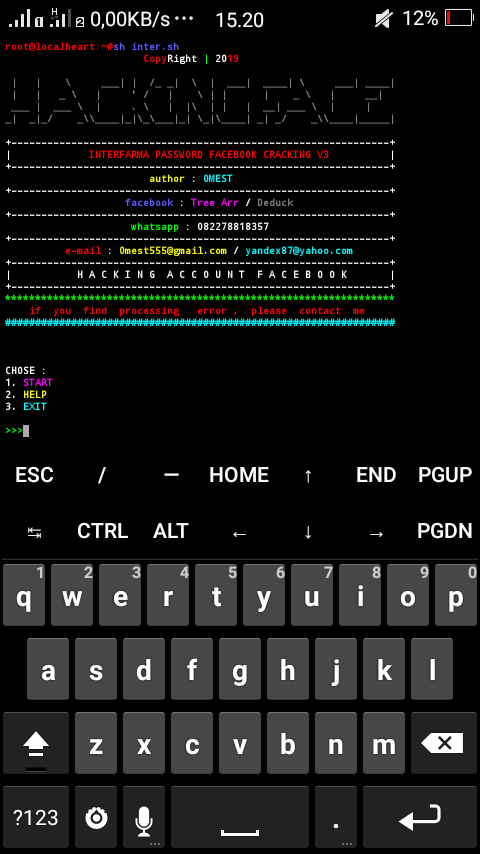 0,00KB/s 15.20 12%
root@localheart:~#sh inter.sh
CopyRight | 2019
INTERFARMA PASSWORD FACEBOOK CRACKING V3
author : OMEST
facebook : Tree Arr / Deduck
whatsapp : 082278818357
e-mail : Omest555@gmail.com / yandex87@yahoo.com
HACKING ACCOUNT FACEBOOK
if you find processing error , please contact me
CHOSE :
1. START
2. HELP
3. EXIT
>>>
ESC / — HOME ↑ END PGUP
↹ CTRL ALT ← ↓ → PGDN
1 2 3 4 5 6 7 8 9 0
q w e r t y u i o p
a s d f g h j k l
z x c v b n m
?123 .